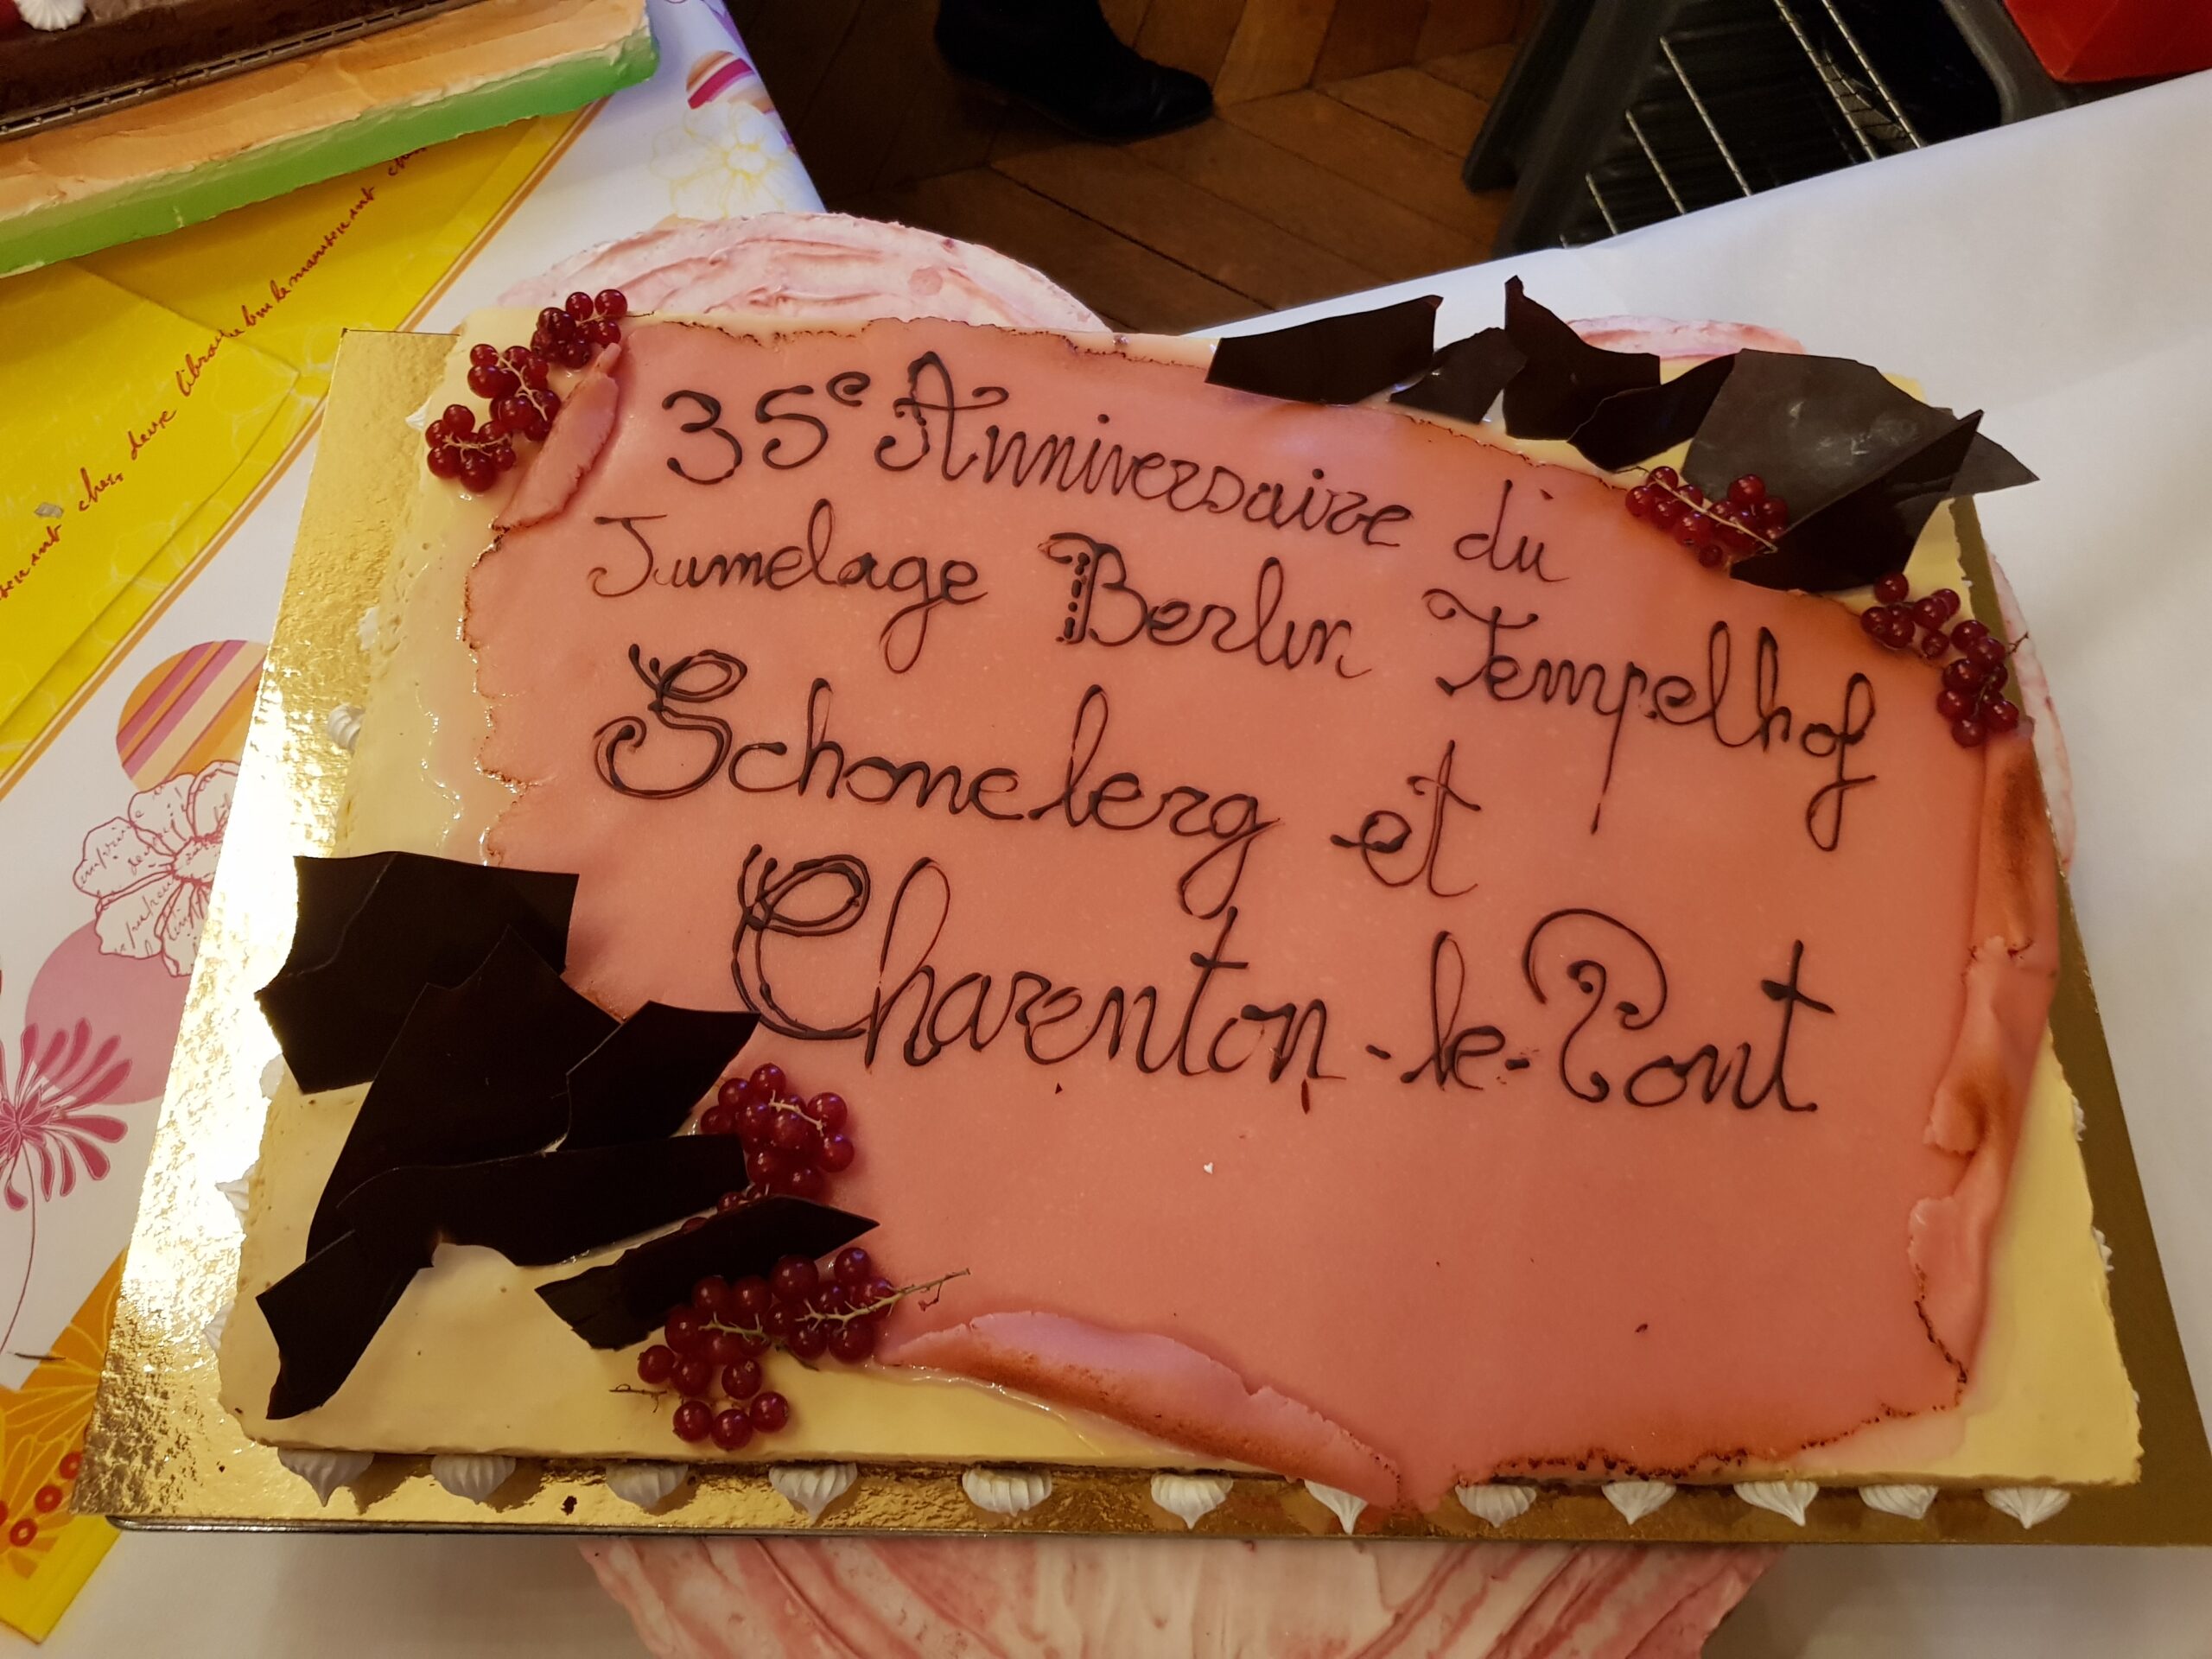 35e Anniversaire du
Jumelage Berlin Tempelhof
Schoneberg et
Charenton-le-Pont